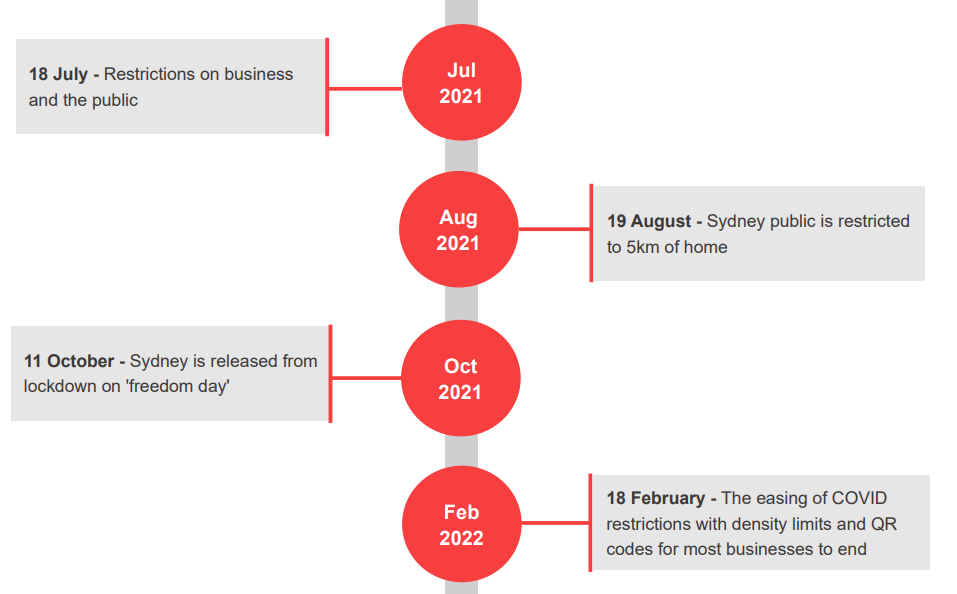 18 July - Restrictions on business
and the public
Jul
2021
Aug
2021
19 August - Sydney public is restricted
to 5km of home
11 October - Sydney is released from
lockdown on 'freedom day'
Oct
2021
Feb
2022
18 February - The easing of COVID
restrictions with density limits and QR
codes for most businesses to end